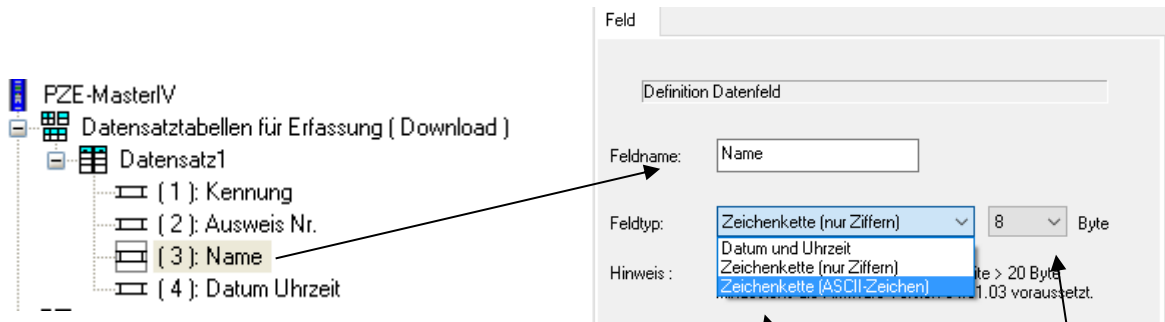 PZE-MasterIV
Datensatztabellen für Erfassung ( Download )
Datensatz1
( 1 ): Kennung
( 2 ): Ausweis Nr.
( 3 ): Name
( 4 ): Datum Uhrzeit
Feld
Definition Datenfeld
Feldname: Name
Feldtyp: Zeichenkette (nur Ziffern) 8 Byte
Datum und Uhrzeit
Zeichenkette (nur Ziffern)
Zeichenkette (ASCII-Zeichen)
Hinweis : > 20 Byte
1.03 voraussetzt.